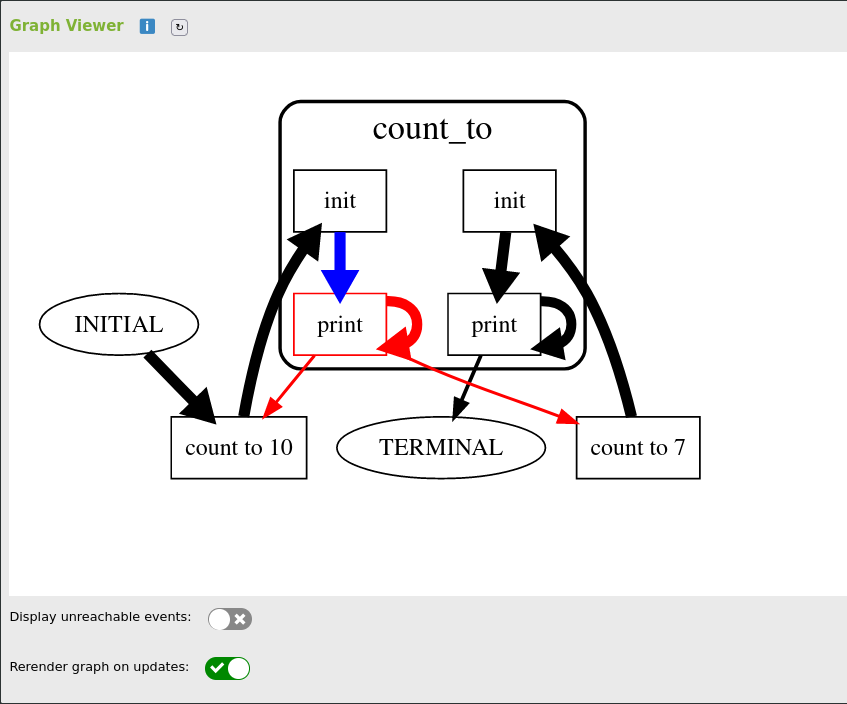 Graph Viewer i ↻
count_to
init init
print print
INITIAL
count to 10 TERMINAL count to 7
Display unreachable events:
Rerender graph on updates: